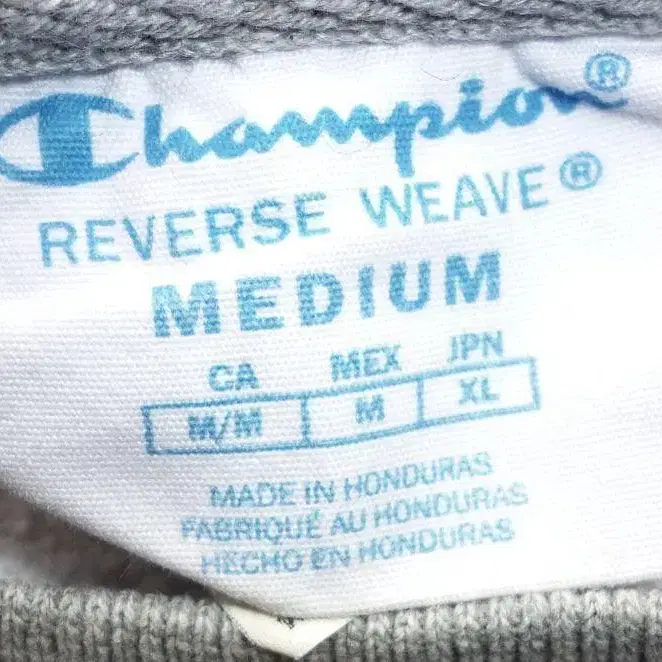 Champion®
REVERSE WEAVE®
MEDIUM
CA MEX JPN
M/M M XL
MADE IN HONDURAS
FABRIQUÉ AU HONDURAS
HECHO EN HONDURAS